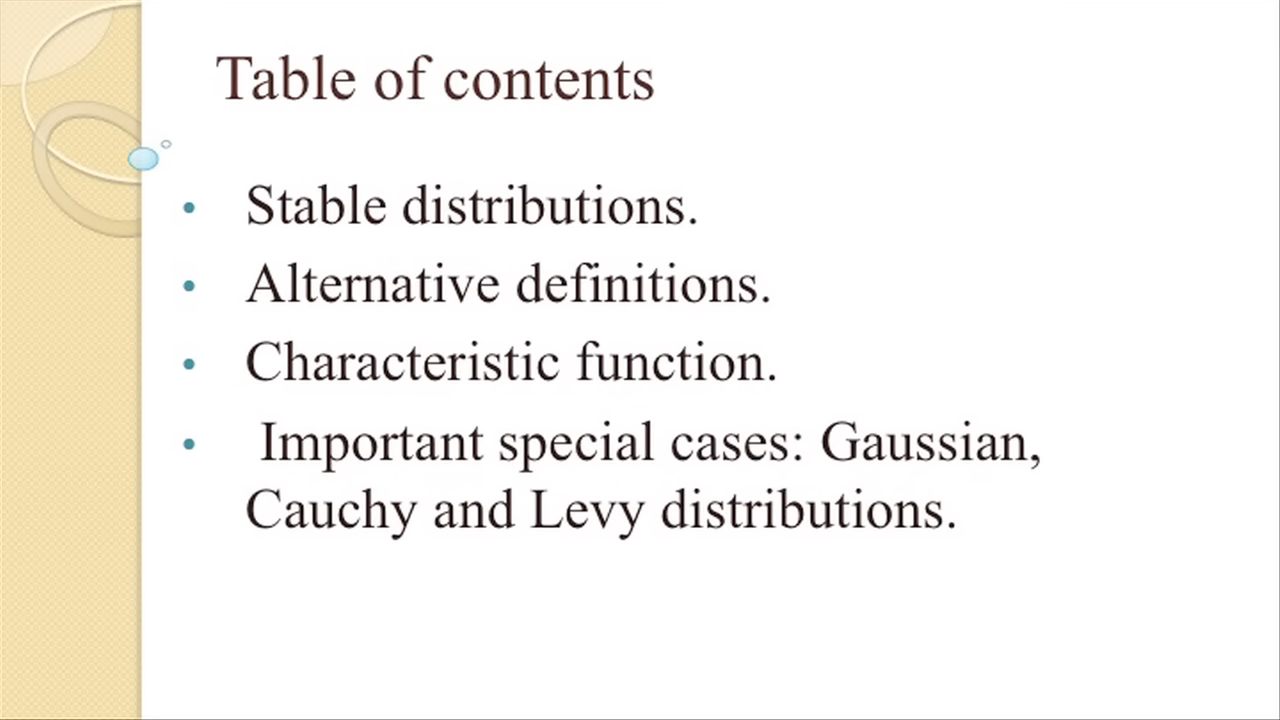 Table of contents
• Stable distributions.
• Alternative definitions.
• Characteristic function.
• Important special cases: Gaussian,
Cauchy and Levy distributions.